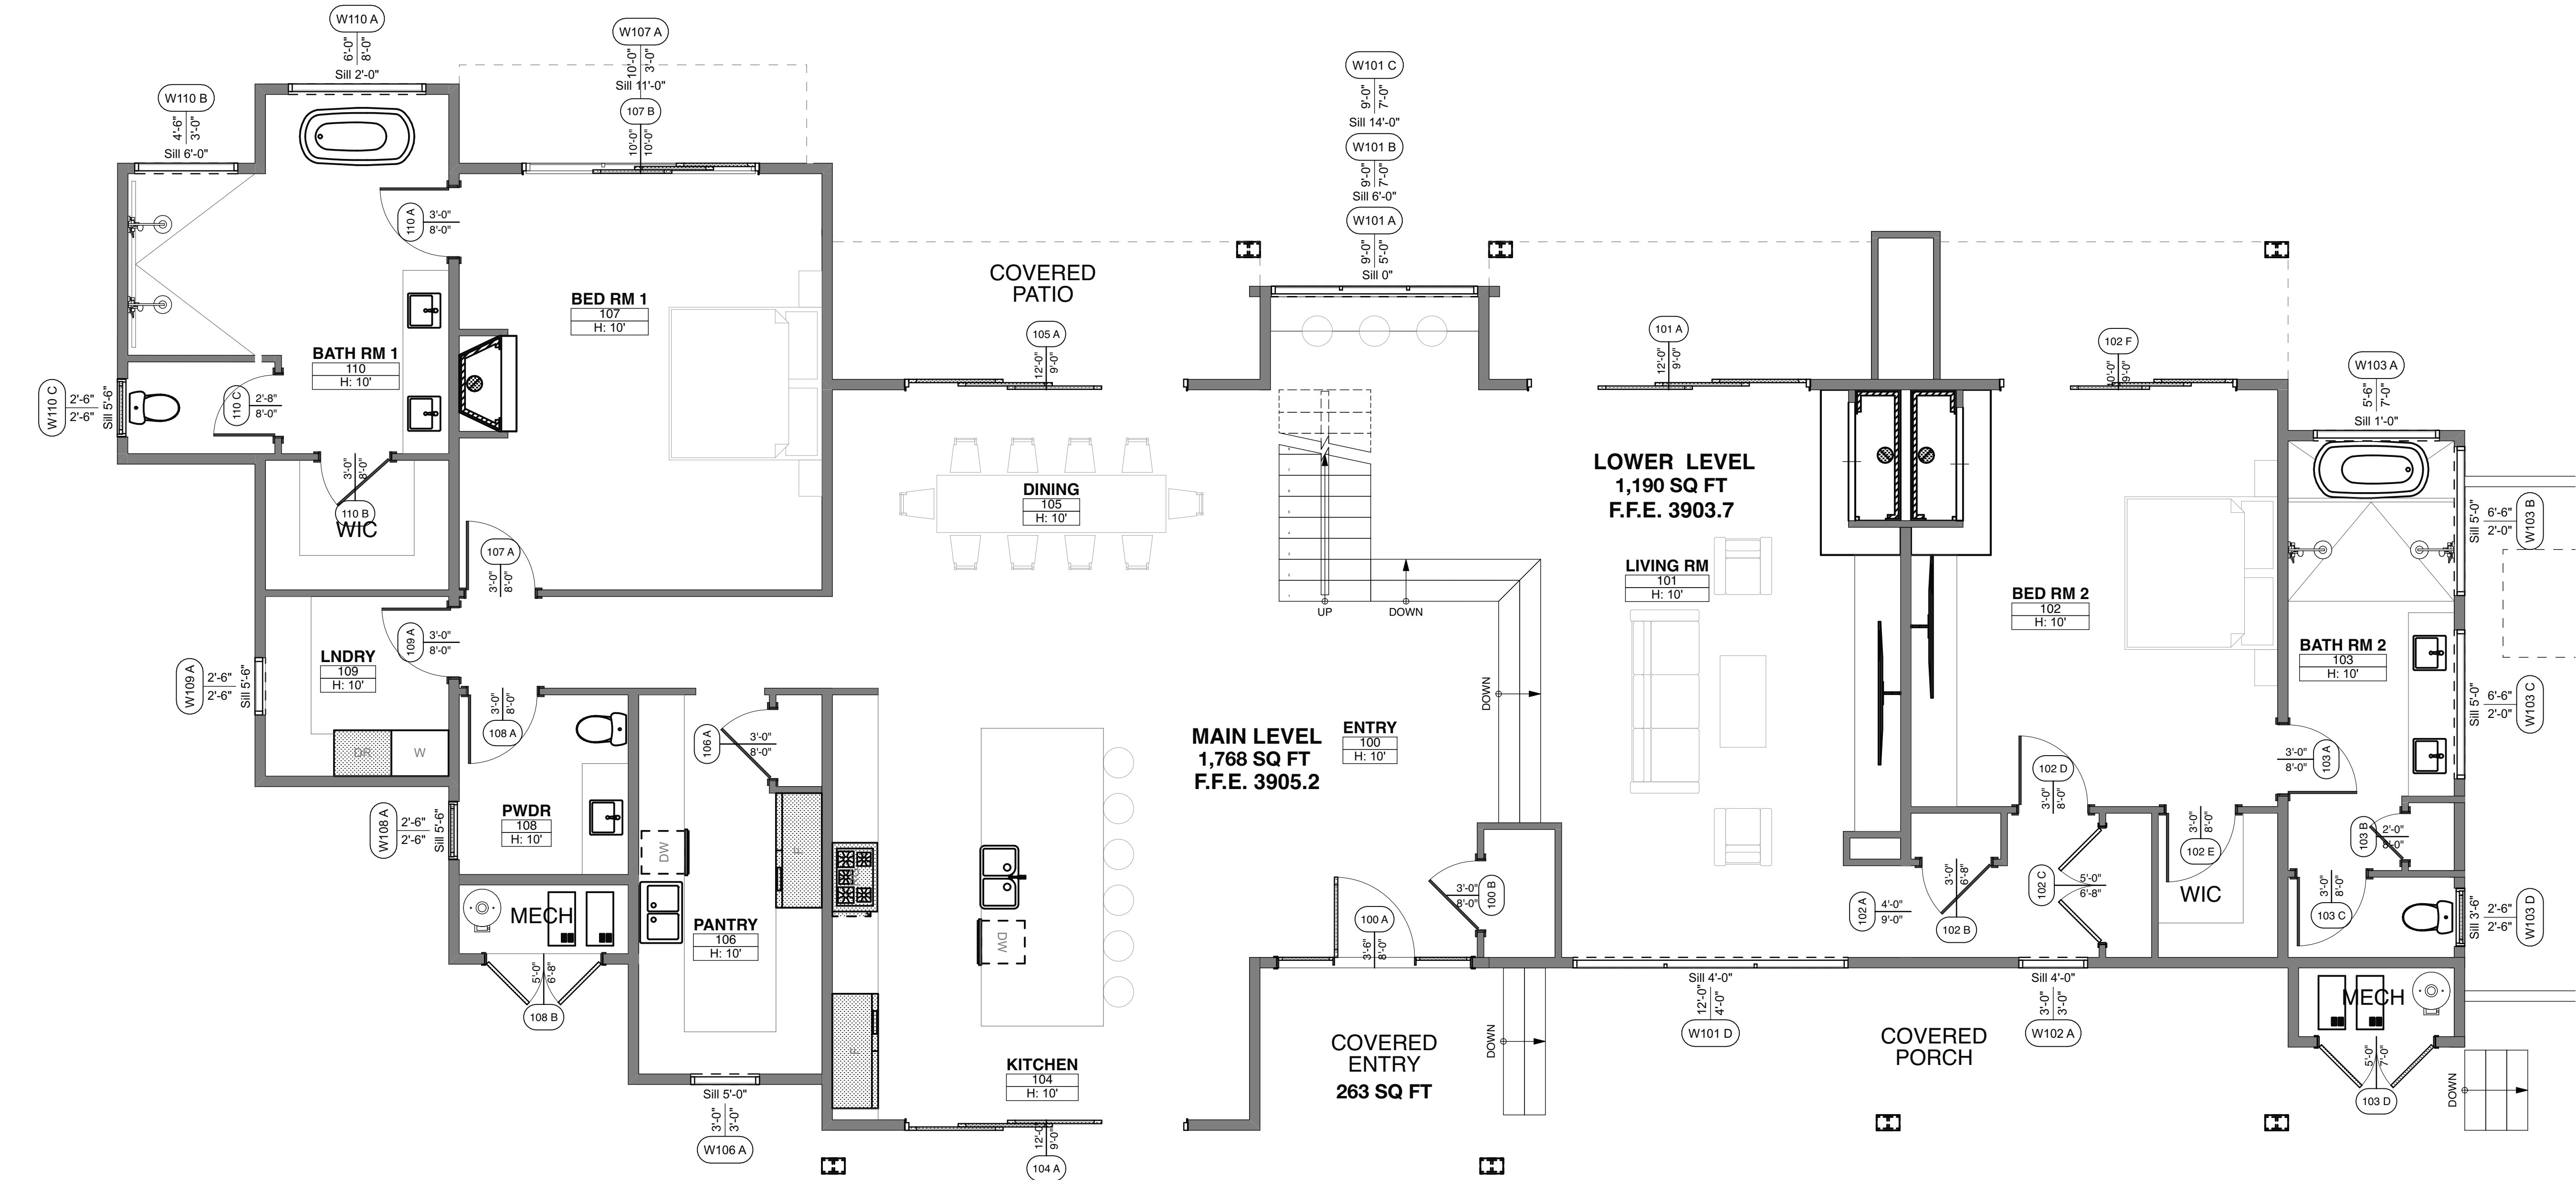 W110 A
6'-0"
8'-0"
Sill 2'-0"
W110 B
4'-6"
3'-0"
Sill 6'-0"
W107 A
10'-0"
3'-0"
Sill 11'-0"
107 B
10'-0"
10'-0"
W101 C
9'-0"
7'-0"
Sill 14'-0"
W101 B
9'-0"
7'-0"
Sill 6'-0"
W101 A
9'-0"
5'-0"
Sill 0"
110 A
3'-0"
8'-0"
BED RM 1
107
H: 10'
COVERED
PATIO
105 A
12'-0"
9'-0"
101 A
12'-0"
9'-0"
102 F
10'-0"
9'-0"
W103 A
5'-6"
7'-0"
Sill 1'-0"
BATH RM 1
110
H: 10'
W110 C
2'-6"
2'-6"
Sill 5'-6"
110 C
2'-8"
8'-0"
3'-0"
8'-0"
110 B
WIC
107 A
3'-0"
8'-0"
DINING
105
H: 10'
UP
DOWN
LOWER LEVEL
1,190 SQ FT
F.F.E. 3903.7
LIVING RM
101
H: 10'
BED RM 2
102
H: 10'
Sill 5'-0"
6'-6"
2'-0"
W103 B
BATH RM 2
103
H: 10'
Sill 5'-0"
6'-6"
2'-0"
W103 C
109 A
3'-0"
8'-0"
LNDRY
109
H: 10'
W109 A
2'-6"
2'-6"
Sill 5'-6"
DR
W
3'-0"
8'-0"
108 A
106 A
3'-0"
8'-0"
DOWN
MAIN LEVEL
1,768 SQ FT
F.F.E. 3905.2
ENTRY
100
H: 10'
3'-0"
8'-0"
103 A
102 D
3'-0"
8'-0"
W108 A
2'-6"
2'-6"
Sill 5'-6"
PWDR
108
H: 10'
DW
F
3'-0"
8'-0"
102 E
103 B
2'-0"
8'-0"
3'-0"
6'-8"
102 B
102 C
5'-0"
6'-8"
WIC
3'-0"
8'-0"
103 C
Sill 3'-6"
2'-6"
2'-6"
W103 D
MECH
PANTRY
106
H: 10'
DW
100 A
3'-6"
8'-0"
3'-0"
8'-0"
100 B
102 A
4'-0"
9'-0"
5'-0"
6'-8"
108 B
F
Sill 4'-0"
12'-0"
4'-0"
W101 D
Sill 4'-0"
3'-0"
3'-0"
W102 A
MECH
5'-0"
7'-0"
103 D
KITCHEN
104
H: 10'
COVERED
ENTRY
263 SQ FT
DOWN
COVERED
PORCH
DOWN
Sill 5'-0"
3'-0"
3'-0"
W106 A
12'-0"
9'-0"
104 A